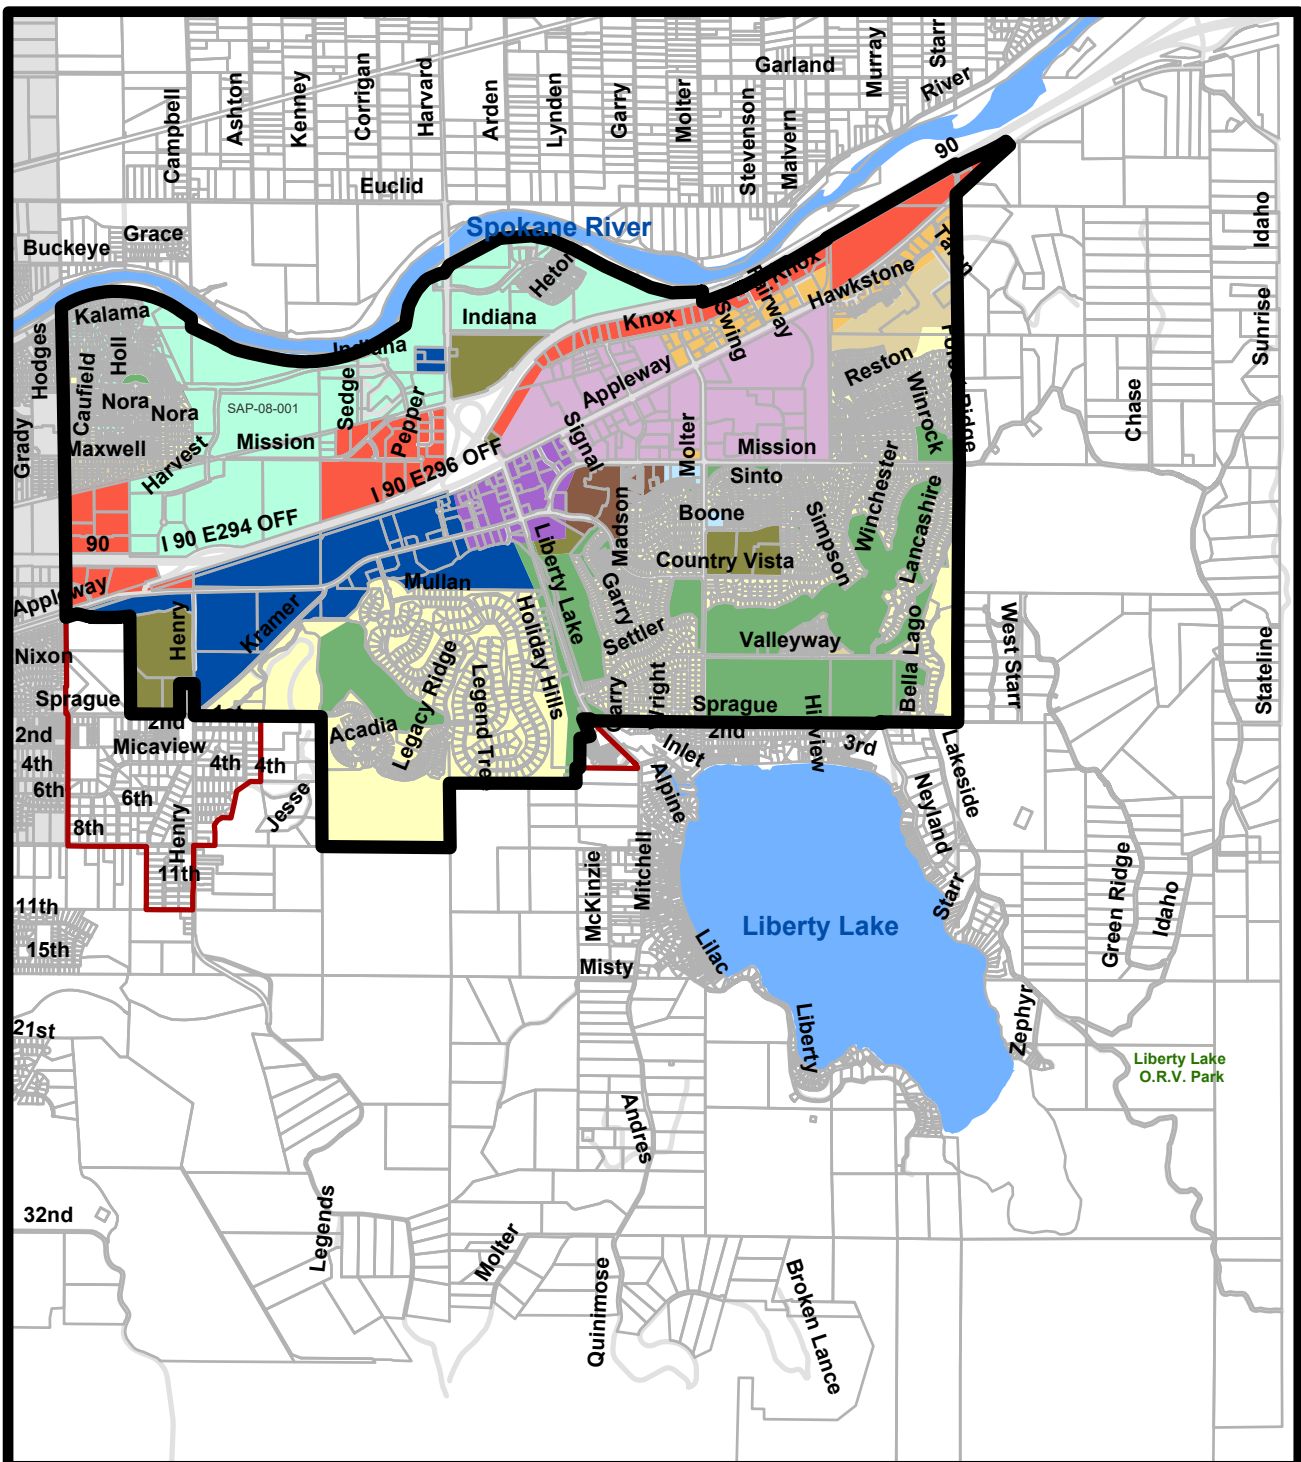 Garland
Murray
Starr
River
Campbell
Ashton
Kenney
Corrigan
Harvard
Arden
Lynden
Garry
Molter
Stevenson
Malvern
90
Euclid
Buckeye
Grace
Spokane River
Idaho
Hodges
Kalama
Holl
Caufield
Nora
Nora
Maxwell
Harvest
SAP-08-001
Mission
Sedge
Indiana
Pepper
Indiana
Knox
Knox
Fairway
Swing
Hawkstone
Appleway
Signal
Molter
Mission
Reston
Winrock
Sunrise
Chase
Grady
I 90 E296 OFF
I 90 E294 OFF
90
Appleway
Sinto
Boone
Madson
Country Vista
Simpson
Winchester
Lancashire
Mullan
Kramer
Henry
Liberty Lake
Garry
Settler
Valleyway
Bella Lago
West Starr
Stateline
Nixon
Sprague
Holiday Hills
Legacy Ridge
Acadia
Wright
Sprague
2nd
3rd
2nd
2nd
Micaview
4th
4th
4th
6th
6th
8th
Henry
Jesse
11th
11th
15th
Inlet
Alpine
Mitchell
McKinzie
Misty
Lilac
Liberty Lake
Liberty
Lakeside
Neyland
Starr
Zephyr
Green Ridge
Idaho
21st
Liberty Lake
O.R.V. Park
Andres
32nd
Legends
Molter
Quinimose
Broken Lance